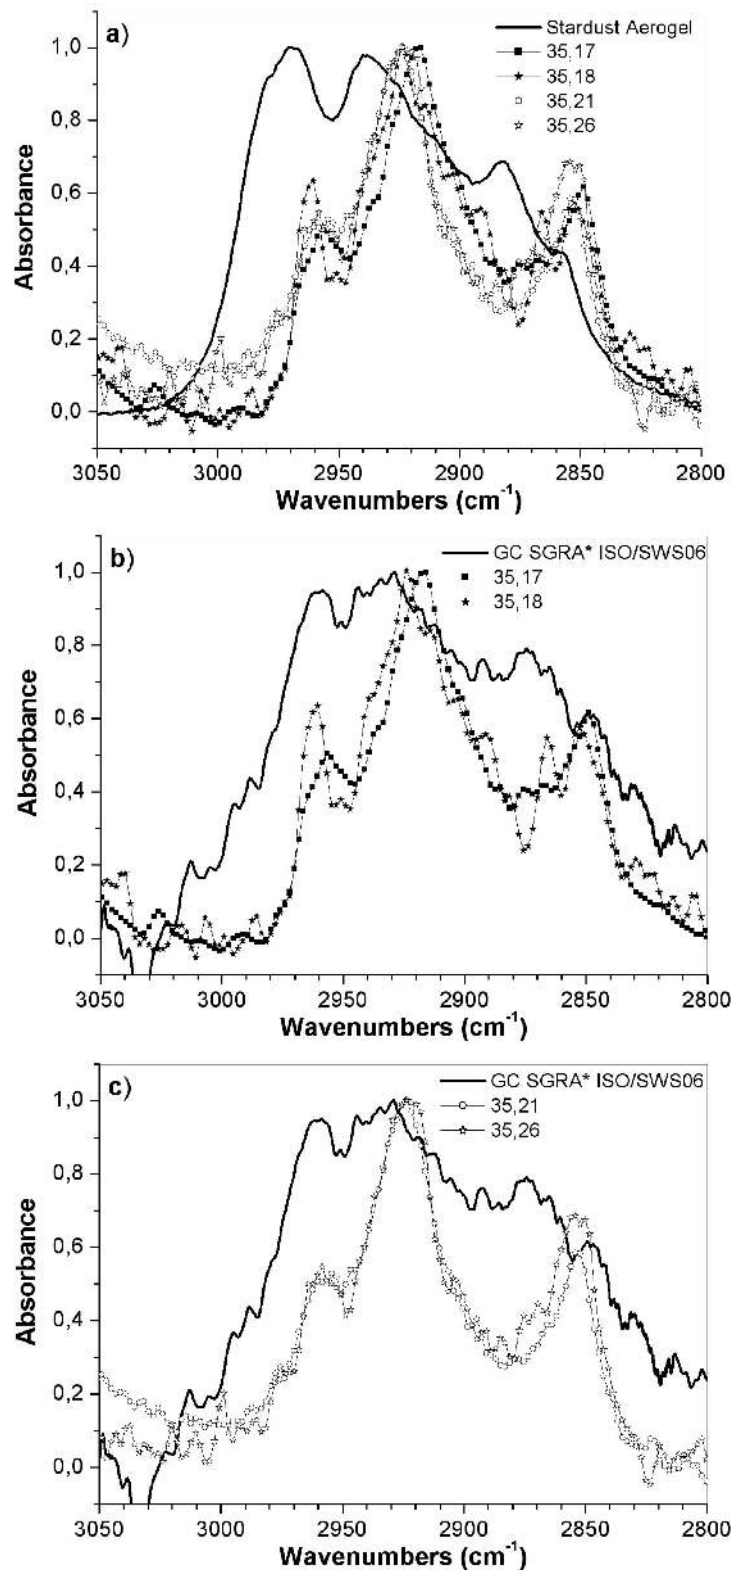 a)
Stardust Aerogel
35,17
35,18
35,21
35,26
1,0
0,8
0,6
0,4
0,2
0,0
Absorbance
3050 3000 2950 2900 2850 2800
Wavenumbers (cm⁻¹)
b)
GC SGRA* ISO/SWS06
35,17
35,18
1,0
0,8
0,6
0,4
0,2
0,0
Absorbance
3050 3000 2950 2900 2850 2800
Wavenumbers (cm⁻¹)
c)
GC SGRA* ISO/SWS06
35,21
35,26
1,0
0,8
0,6
0,4
0,2
0,0
Absorbance
3050 3000 2950 2900 2850 2800
Wavenumbers (cm⁻¹)